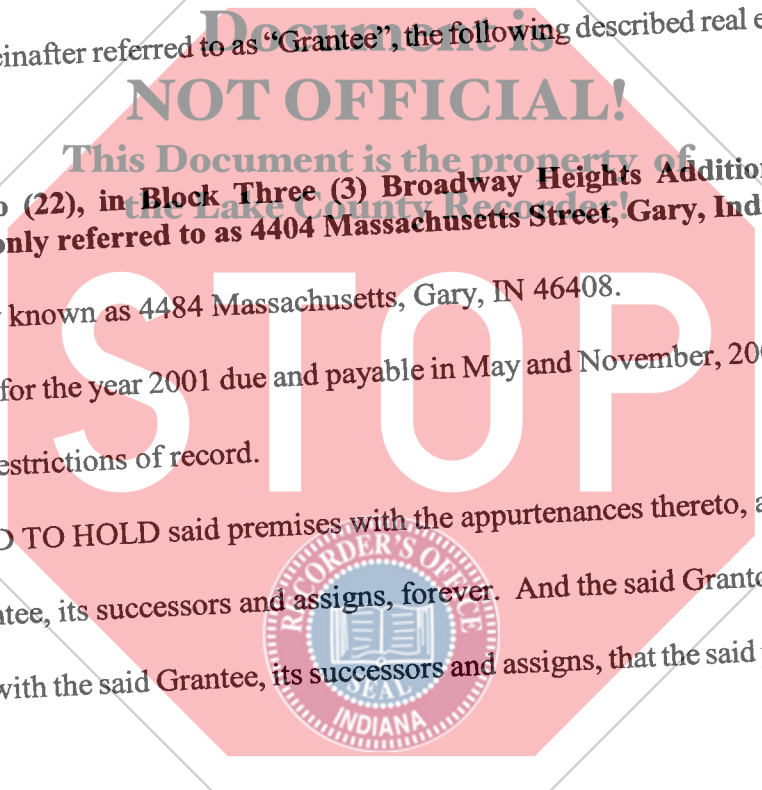 Document is
einafter referred to as “Grantee”, the following described real e
NOT OFFICIAL!
This Document is the property of
the Lake County Recorder!
o (22), in Block Three (3) Broadway Heights Addition
only referred to as 4404 Massachusetts Street, Gary, Ind
known as 4484 Massachusetts, Gary, IN 46408.
for the year 2001 due and payable in May and November, 200
estrictions of record.
STOP
D TO HOLD said premises with the appurtenances thereto, a
ntee, its successors and assigns, forever. And the said Granto
with the said Grantee, its successors and assigns, that the said
RECORDER'S OFFICE
SEAL
INDIANA